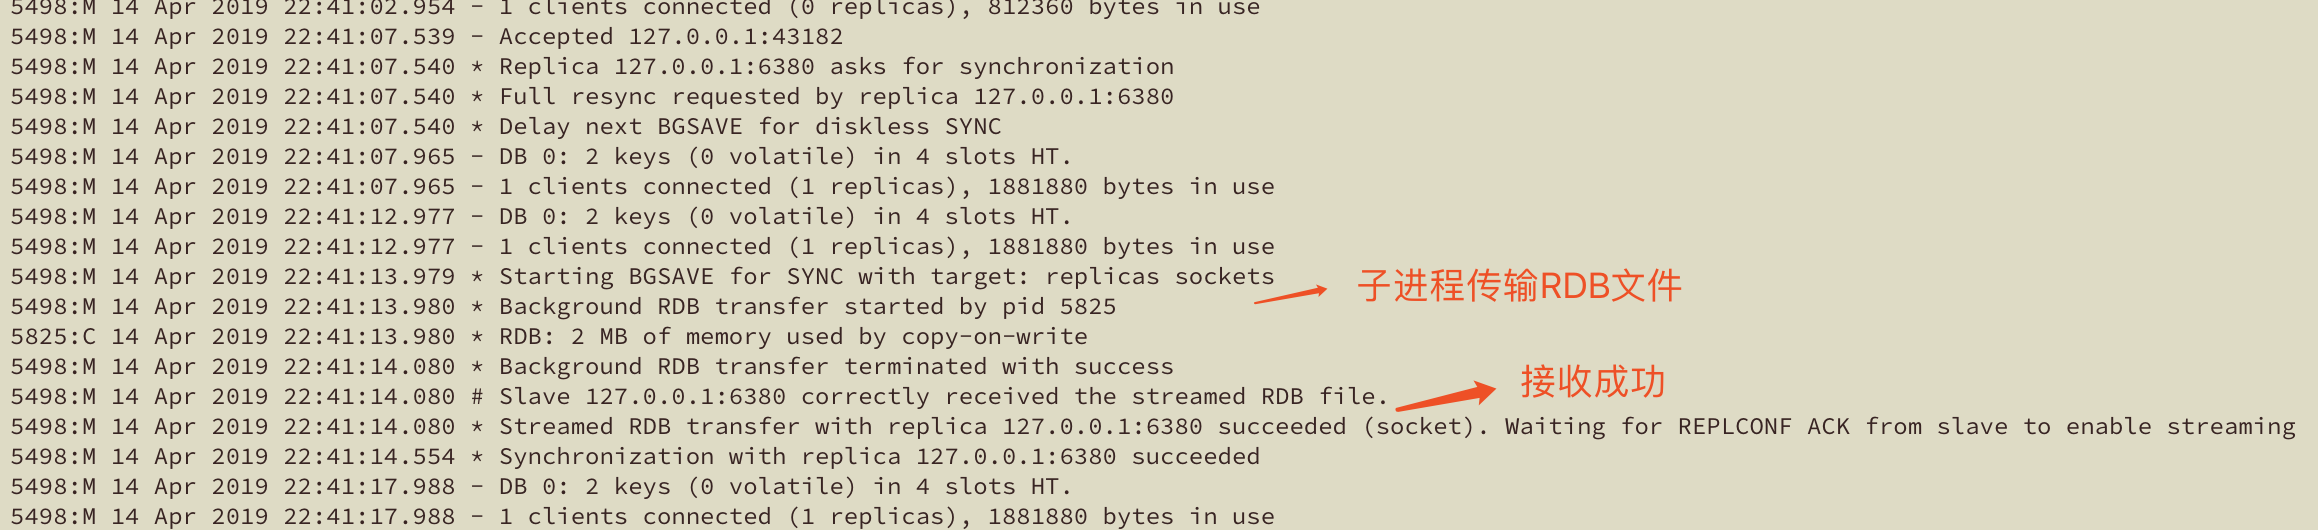 5498:M 14 Apr 2019 22:41:02.954 - 1 clients connected (0 replicas), 812360 bytes in use
5498:M 14 Apr 2019 22:41:07.539 - Accepted 127.0.0.1:43182
5498:M 14 Apr 2019 22:41:07.540 * Replica 127.0.0.1:6380 asks for synchronization
5498:M 14 Apr 2019 22:41:07.540 * Full resync requested by replica 127.0.0.1:6380
5498:M 14 Apr 2019 22:41:07.540 * Delay next BGSAVE for diskless SYNC
5498:M 14 Apr 2019 22:41:07.965 - DB 0: 2 keys (0 volatile) in 4 slots HT.
5498:M 14 Apr 2019 22:41:07.965 - 1 clients connected (1 replicas), 1881880 bytes in use
5498:M 14 Apr 2019 22:41:12.977 - DB 0: 2 keys (0 volatile) in 4 slots HT.
5498:M 14 Apr 2019 22:41:12.977 - 1 clients connected (1 replicas), 1881880 bytes in use
5498:M 14 Apr 2019 22:41:13.979 * Starting BGSAVE for SYNC with target: replicas sockets
子进程传输RDB文件
5498:M 14 Apr 2019 22:41:13.980 * Background RDB transfer started by pid 5825
5825:C 14 Apr 2019 22:41:13.980 * RDB: 2 MB of memory used by copy-on-write
5498:M 14 Apr 2019 22:41:14.080 * Background RDB transfer terminated with success
接收成功
5498:M 14 Apr 2019 22:41:14.080 # Slave 127.0.0.1:6380 correctly received the streamed RDB file.
5498:M 14 Apr 2019 22:41:14.080 * Streamed RDB transfer with replica 127.0.0.1:6380 succeeded (socket). Waiting for REPLCONF ACK from slave to enable streaming
5498:M 14 Apr 2019 22:41:14.554 * Synchronization with replica 127.0.0.1:6380 succeeded
5498:M 14 Apr 2019 22:41:17.988 - DB 0: 2 keys (0 volatile) in 4 slots HT.
5498:M 14 Apr 2019 22:41:17.988 - 1 clients connected (1 replicas), 1881880 bytes in use